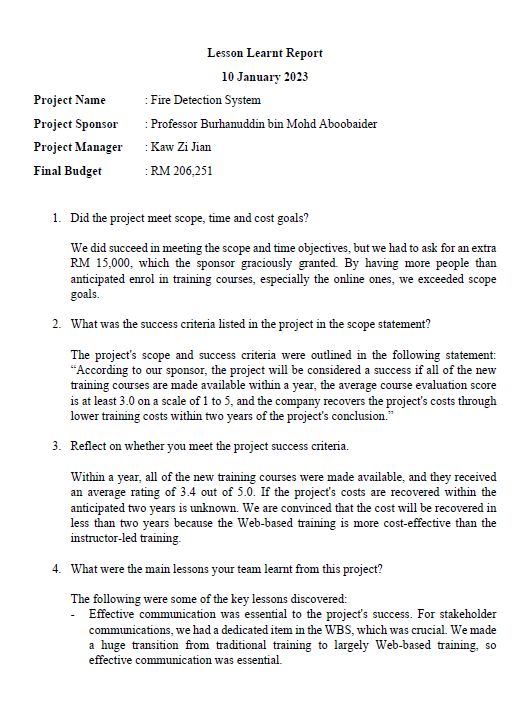 Lesson Learnt Report
10 January 2023
Project Name : Fire Detection System
Project Sponsor : Professor Burhanuddin bin Mohd Aboobaider
Project Manager : Kaw Zi Jian
Final Budget : RM 206,251
1. Did the project meet scope, time and cost goals?
We did succeed in meeting the scope and time objectives, but we had to ask for an extra
RM 15,000, which the sponsor graciously granted. By having more people than
anticipated enrol in training courses, especially the online ones, we exceeded scope
goals.
2. What was the success criteria listed in the project in the scope statement?
The project's scope and success criteria were outlined in the following statement:
“According to our sponsor, the project will be considered a success if all of the new
training courses are made available within a year, the average course evaluation score
is at least 3.0 on a scale of 1 to 5, and the company recovers the project's costs through
lower training costs within two years of the project's conclusion.”
3. Reflect on whether you meet the project success criteria.
Within a year, all of the new training courses were made available, and they received
an average rating of 3.4 out of 5.0. If the project's costs are recovered within the
anticipated two years is unknown. We are convinced that the cost will be recovered in
less than two years because the Web-based training is more cost-effective than the
instructor-led training.
4. What were the main lessons your team learnt from this project?
The following were some of the key lessons discovered:
- Effective communication was essential to the project's success. For stakeholder
communications, we had a dedicated item in the WBS, which was crucial. We made
a huge transition from traditional training to largely Web-based training, so
effective communication was essential.